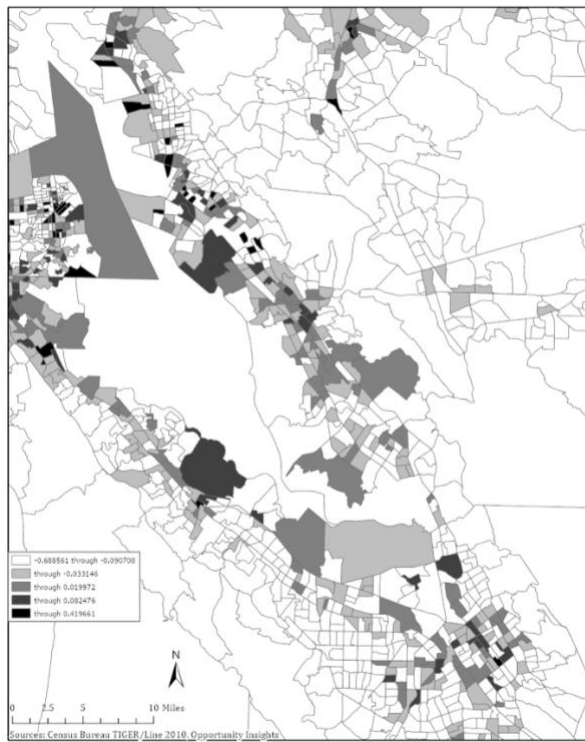 -0.688561 through -0.090708
through -0.033146
through 0.019972
through 0.082476
through 0.419661
N
0 2.5 5 10 Miles
Sources: Census Bureau TIGER/Line 2010, Opportunity Insights